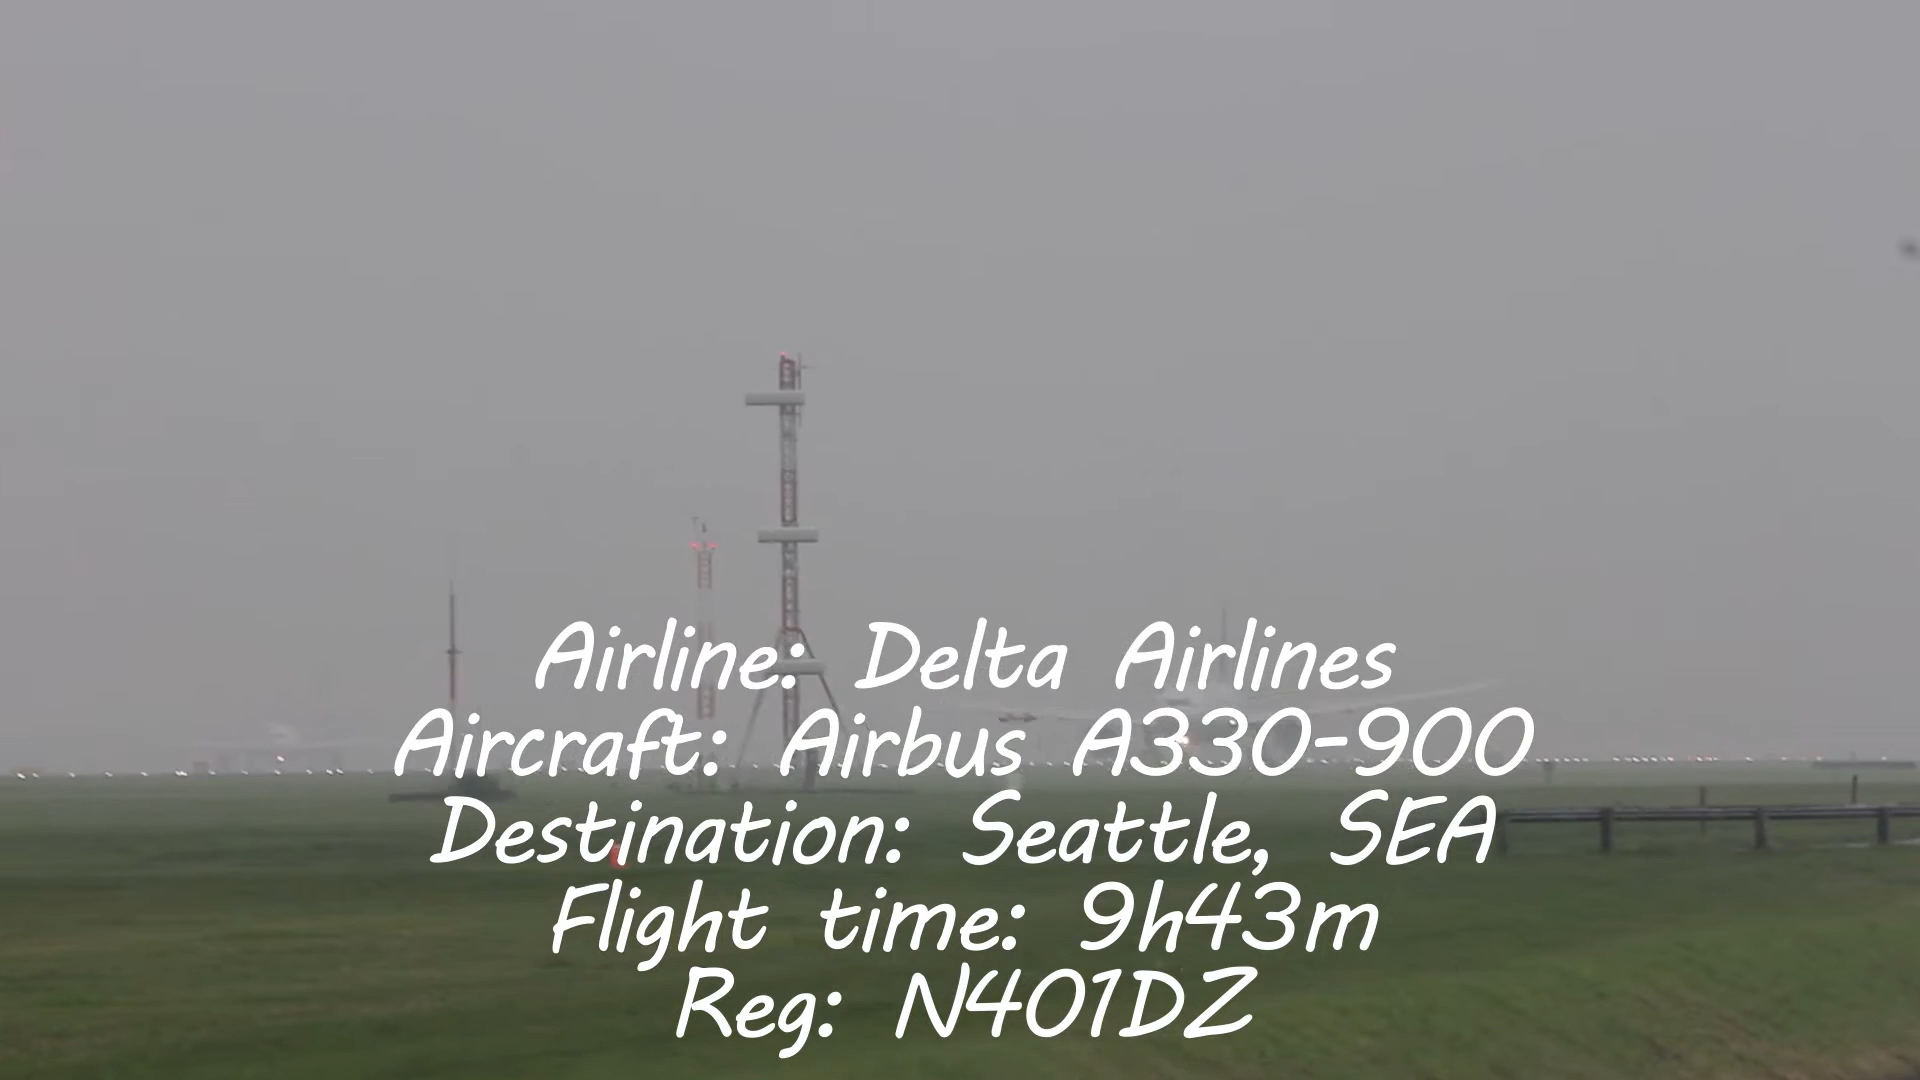 Airline: Delta Airlines
Aircraft: Airbus A330-900
Destination: Seattle, SEA
Flight time: 9h43m
Reg: N401DZ